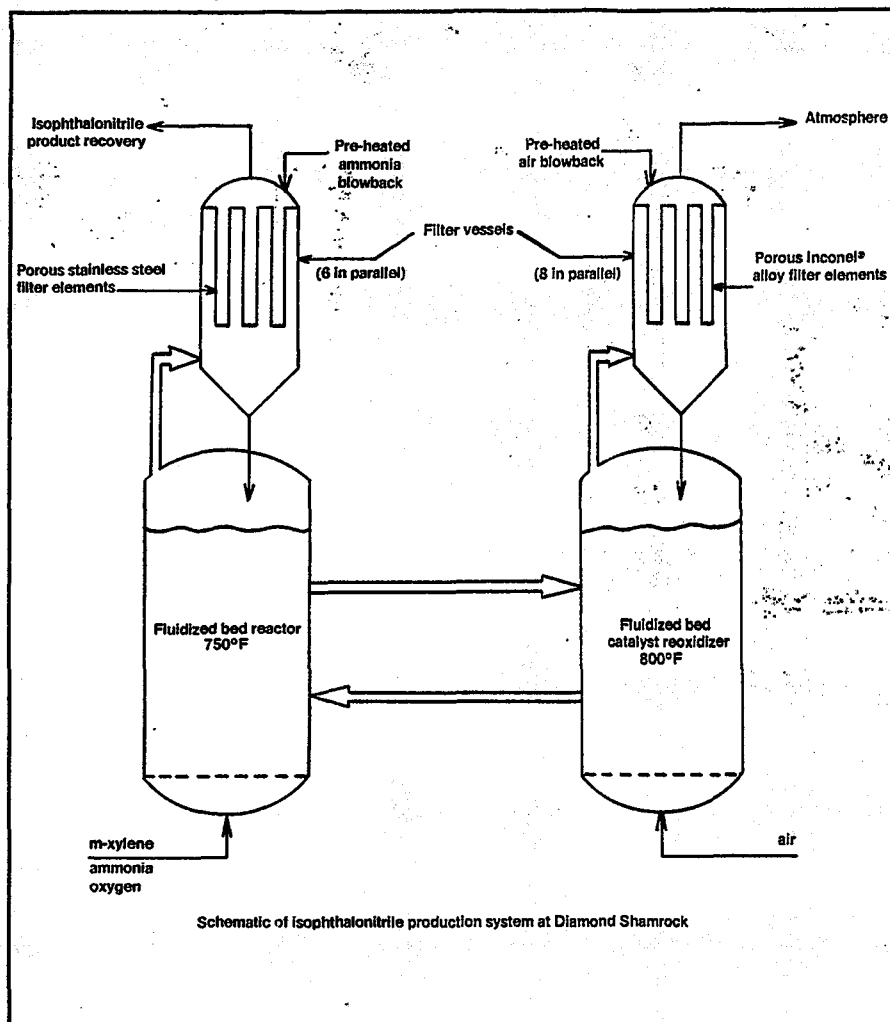 Isophthalonitrile
product recovery
Pre-heated
ammonia
blowback
Pre-heated
air blowback
Atmosphere
Filter vessels
(6 in parallel)
(8 in parallel)
Porous stainless steel
filter elements
Porous Inconel®
alloy filter elements
Fluidized bed reactor
750°F
Fluidized bed
catalyst reoxidizer
800°F
m-xylene
ammonia
oxygen
air
Schematic of isophthalonitrile production system at Diamond Shamrock